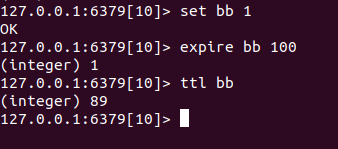 127.0.0.1:6379[10]> set bb 1
OK
127.0.0.1:6379[10]> expire bb 100
(integer) 1
127.0.0.1:6379[10]> ttl bb
(integer) 89
127.0.0.1:6379[10]>